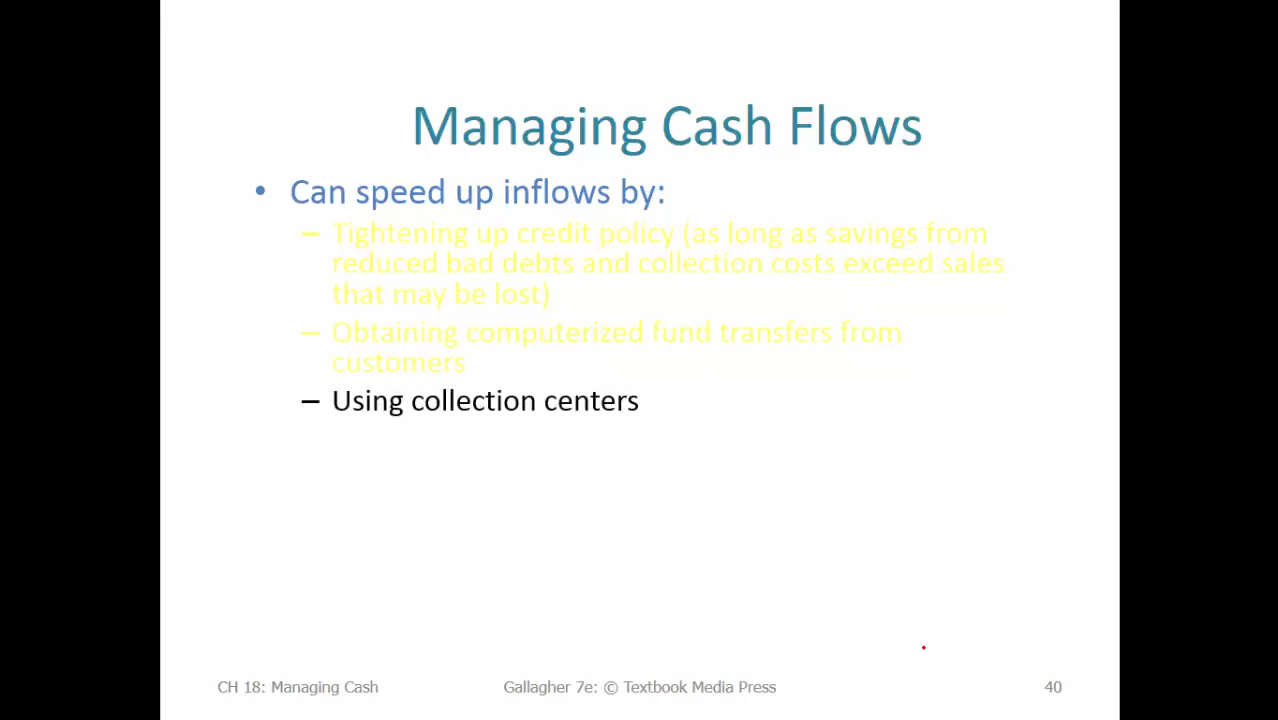 Managing Cash Flows
• Can speed up inflows by:
– Tightening up credit policy (as long as savings from
reduced bad debts and collection costs exceed sales
that may be lost)
– Obtaining computerized fund transfers from
customers
– Using collection centers
CH 18: Managing Cash
Gallagher 7e: © Textbook Media Press
40